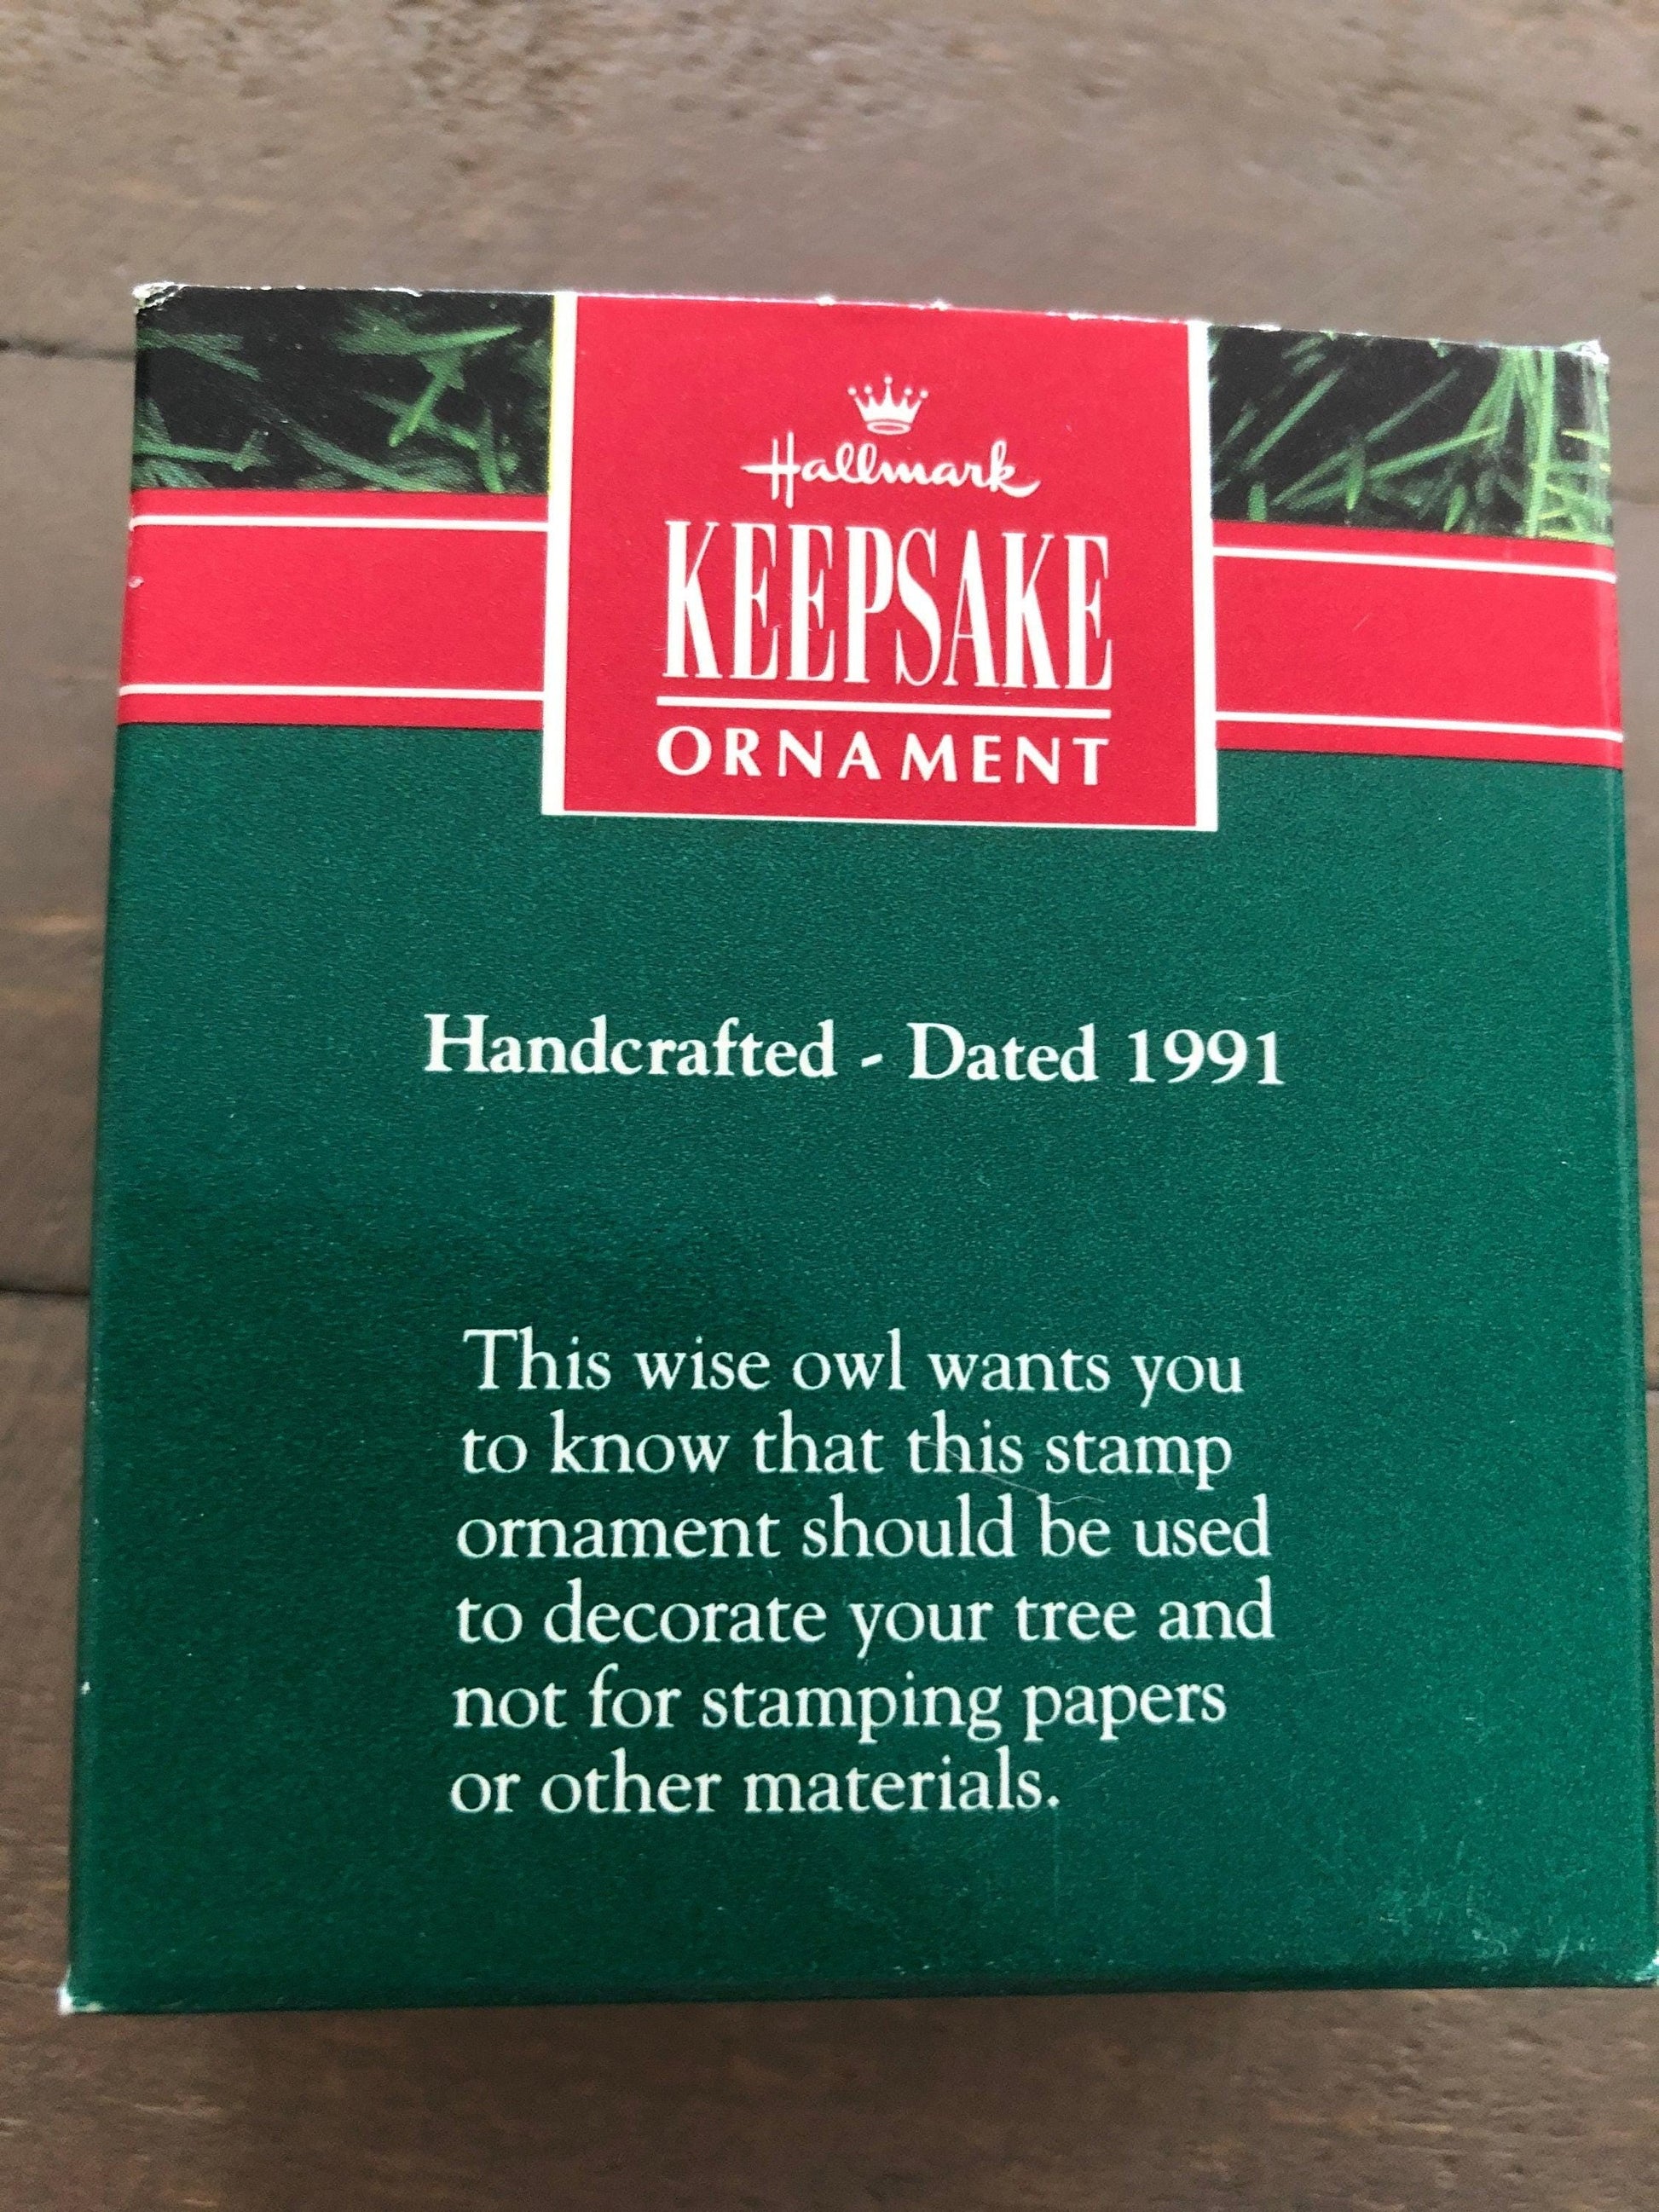 Hallmark
KEEPSAKE
ORNAMENT
Handcrafted - Dated 1991
This wise owl wants you
to know that this stamp
ornament should be used
to decorate your tree and
not for stamping papers
or other materials.